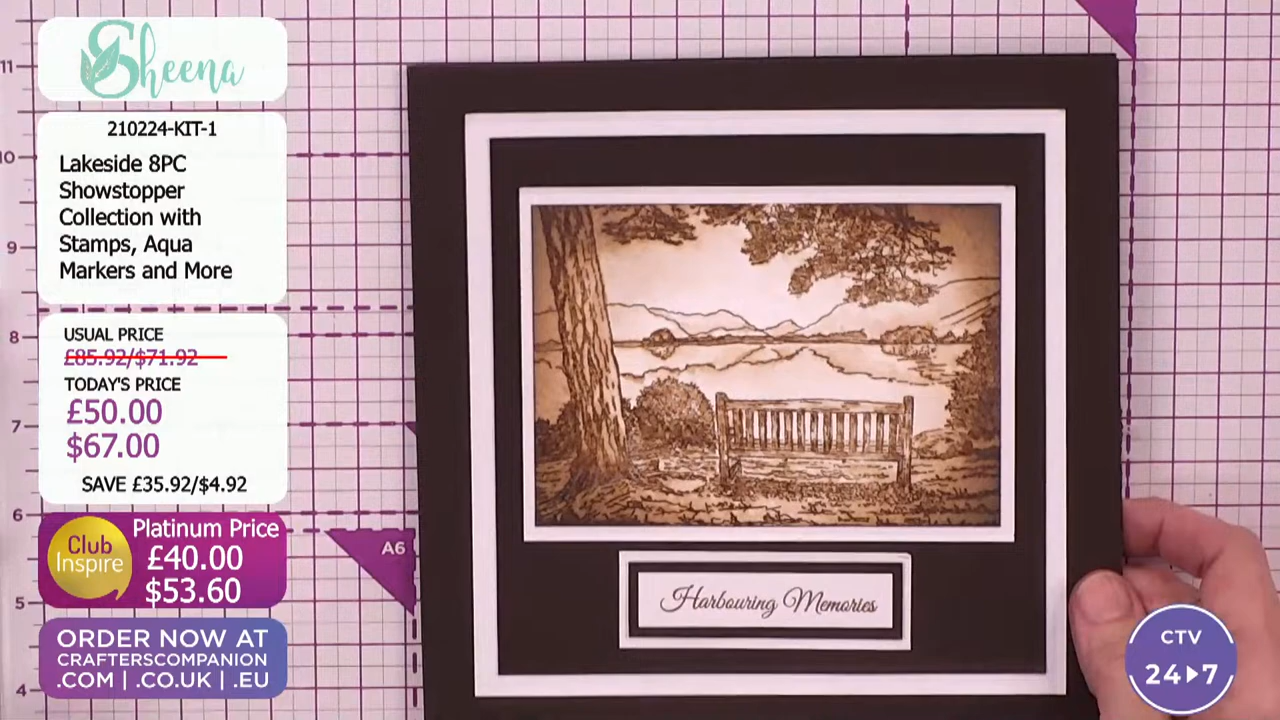 Sheena
210224-KIT-1
Lakeside 8PC
Showstopper
Collection with
Stamps, Aqua
Markers and More
USUAL PRICE
£85.92/$71.92
TODAY'S PRICE
£50.00
$67.00
SAVE £35.92/$4.92
Club
Inspire
Platinum Price
£40.00
$53.60
ORDER NOW AT
CRAFTERSCOMPANION
.COM | .CO.UK | .EU
11
10
9
8
7
6
5
4
A6
Harbouring Memories
CTV
24▶7